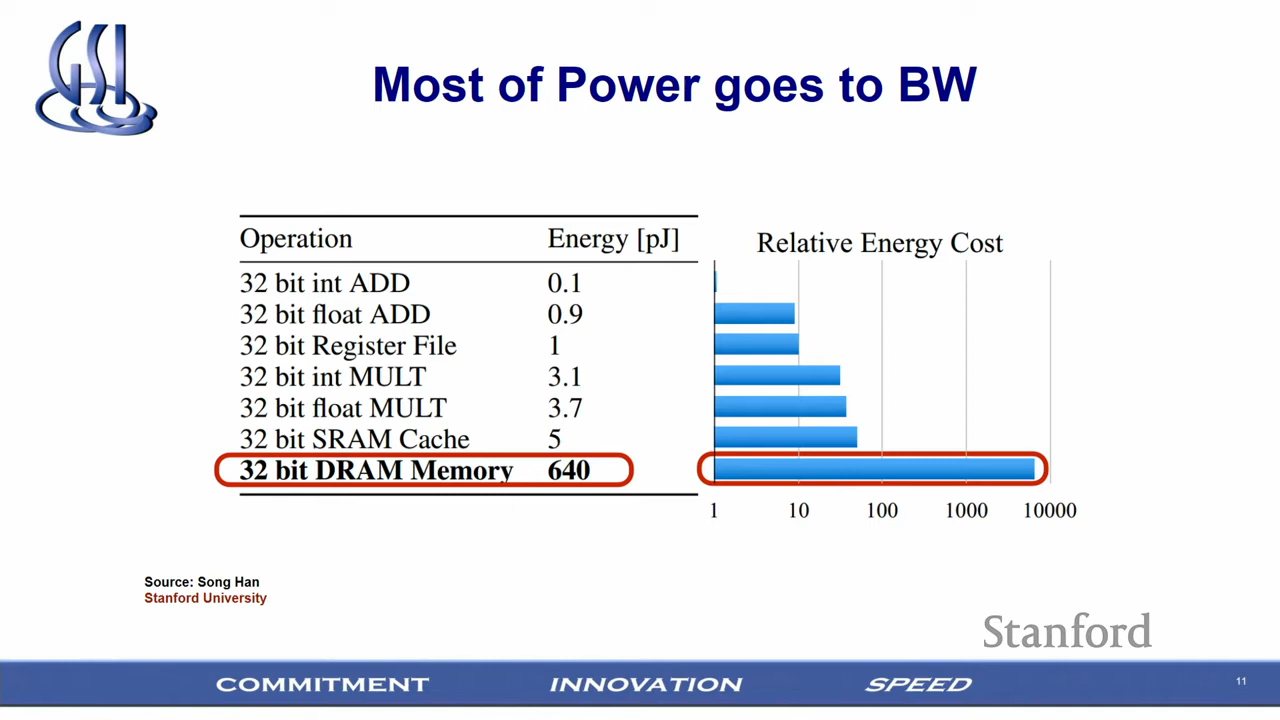 GSI
Most of Power goes to BW
Operation Energy [pJ]
Relative Energy Cost
32 bit int ADD 0.1
32 bit float ADD 0.9
32 bit Register File 1
32 bit int MULT 3.1
32 bit float MULT 3.7
32 bit SRAM Cache 5
32 bit DRAM Memory 640
1 10 100 1000 10000
Source: Song Han
Stanford University
Stanford
COMMITMENT INNOVATION SPEED
11